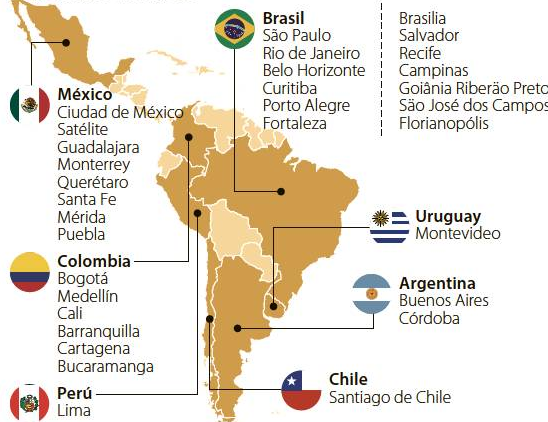 Brasil
São Paulo
Rio de Janeiro
Belo Horizonte
Curitiba
Porto Alegre
Fortaleza
Brasilia
Salvador
Recife
Campinas
Goiânia Riberão Preto
São José dos Campos
Florianopólis
México
Ciudad de México
Satélite
Guadalajara
Monterrey
Querétaro
Santa Fe
Mérida
Puebla
Colombia
Bogotá
Medellín
Cali
Barranquilla
Cartagena
Bucaramanga
Perú
Lima
Uruguay
Montevideo
Argentina
Buenos Aires
Córdoba
Chile
Santiago de Chile